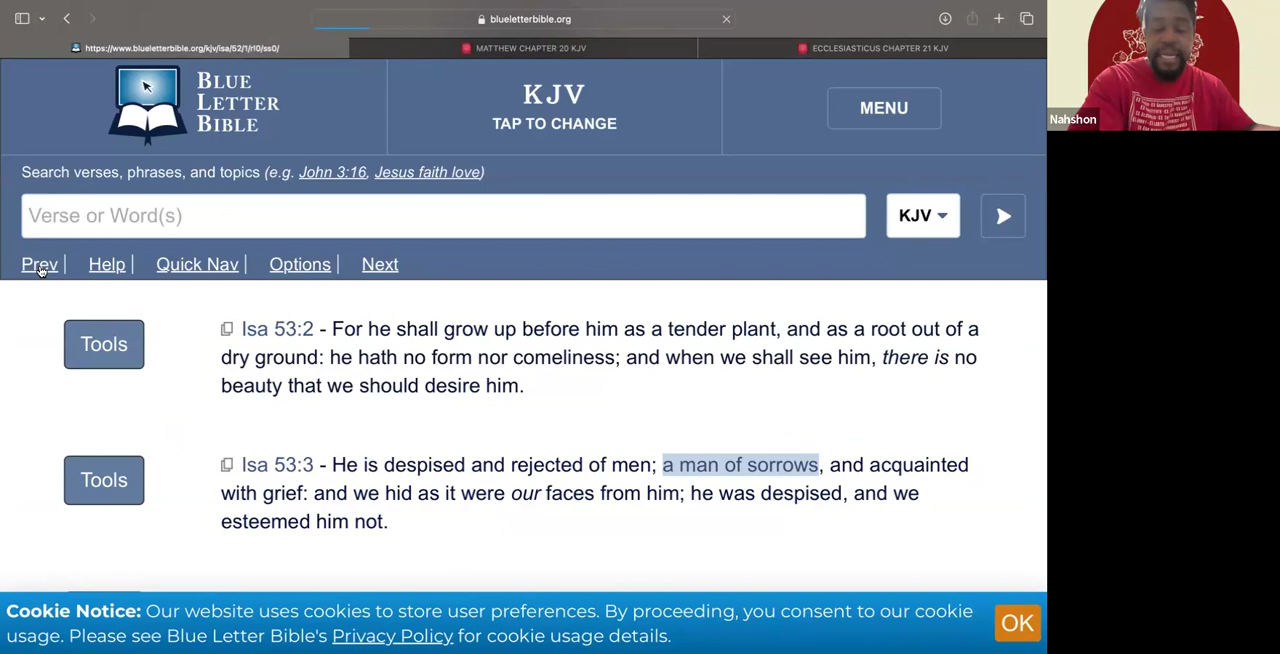 blueletterbible.org
https://www.blueletterbible.org/kjv/isa/52/1/rl0/ss0/
MATTHEW CHAPTER 20 KJV
ECCLESIASTICUS CHAPTER 21 KJV
BLUE
LETTER
BIBLE
KJV
TAP TO CHANGE
MENU
Nahshon
Search verses, phrases, and topics (e.g. John 3:16, Jesus faith love)
Verse or Word(s)
KJV
Prev | Help | Quick Nav | Options | Next
Tools
Isa 53:2 - For he shall grow up before him as a tender plant, and as a root out of a
dry ground: he hath no form nor comeliness; and when we shall see him, there is no
beauty that we should desire him.
Tools
Isa 53:3 - He is despised and rejected of men; a man of sorrows, and acquainted
with grief: and we hid as it were our faces from him; he was despised, and we
esteemed him not.
Cookie Notice: Our website uses cookies to store user preferences. By proceeding, you consent to our cookie
usage. Please see Blue Letter Bible's Privacy Policy for cookie usage details.
OK